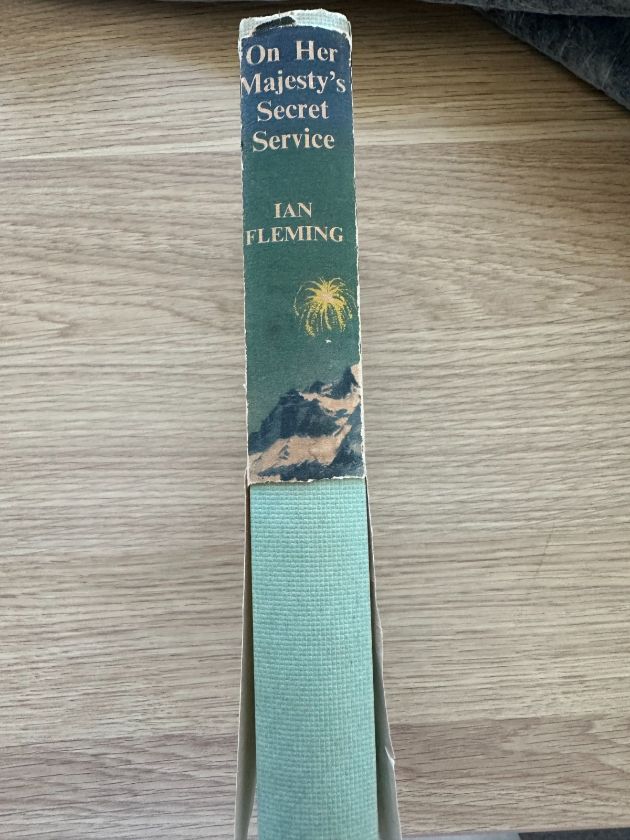 On Her
Majesty's
Secret
Service
IAN
FLEMING